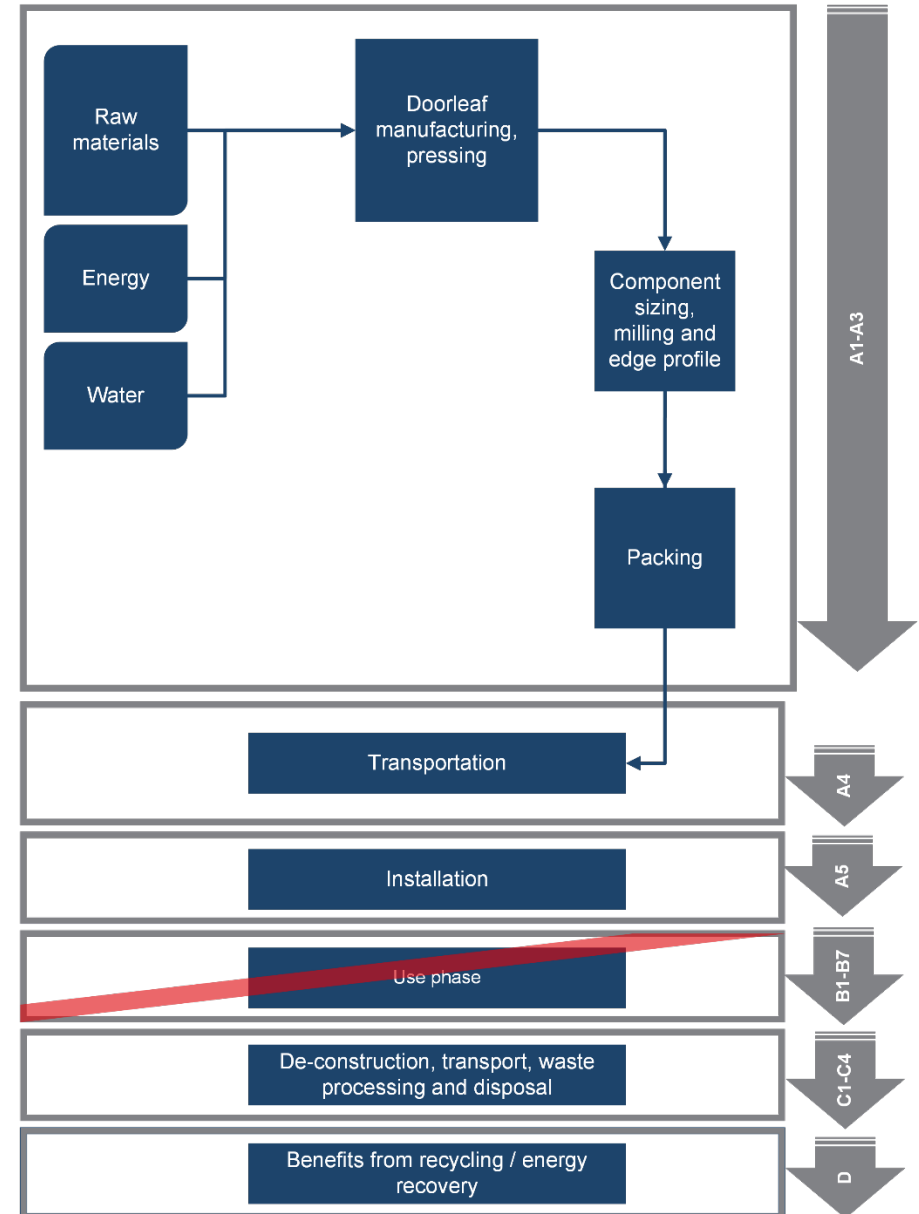 Raw
materials
Doorleaf
manufacturing,
pressing
Energy
Component
sizing,
milling and
edge profile
Water
Packing
A1-A3
Transportation
A4
Installation
A5
Use phase
B1-B7
De-construction, transport, waste
processing and disposal
C1-C4
Benefits from recycling / energy
recovery
D